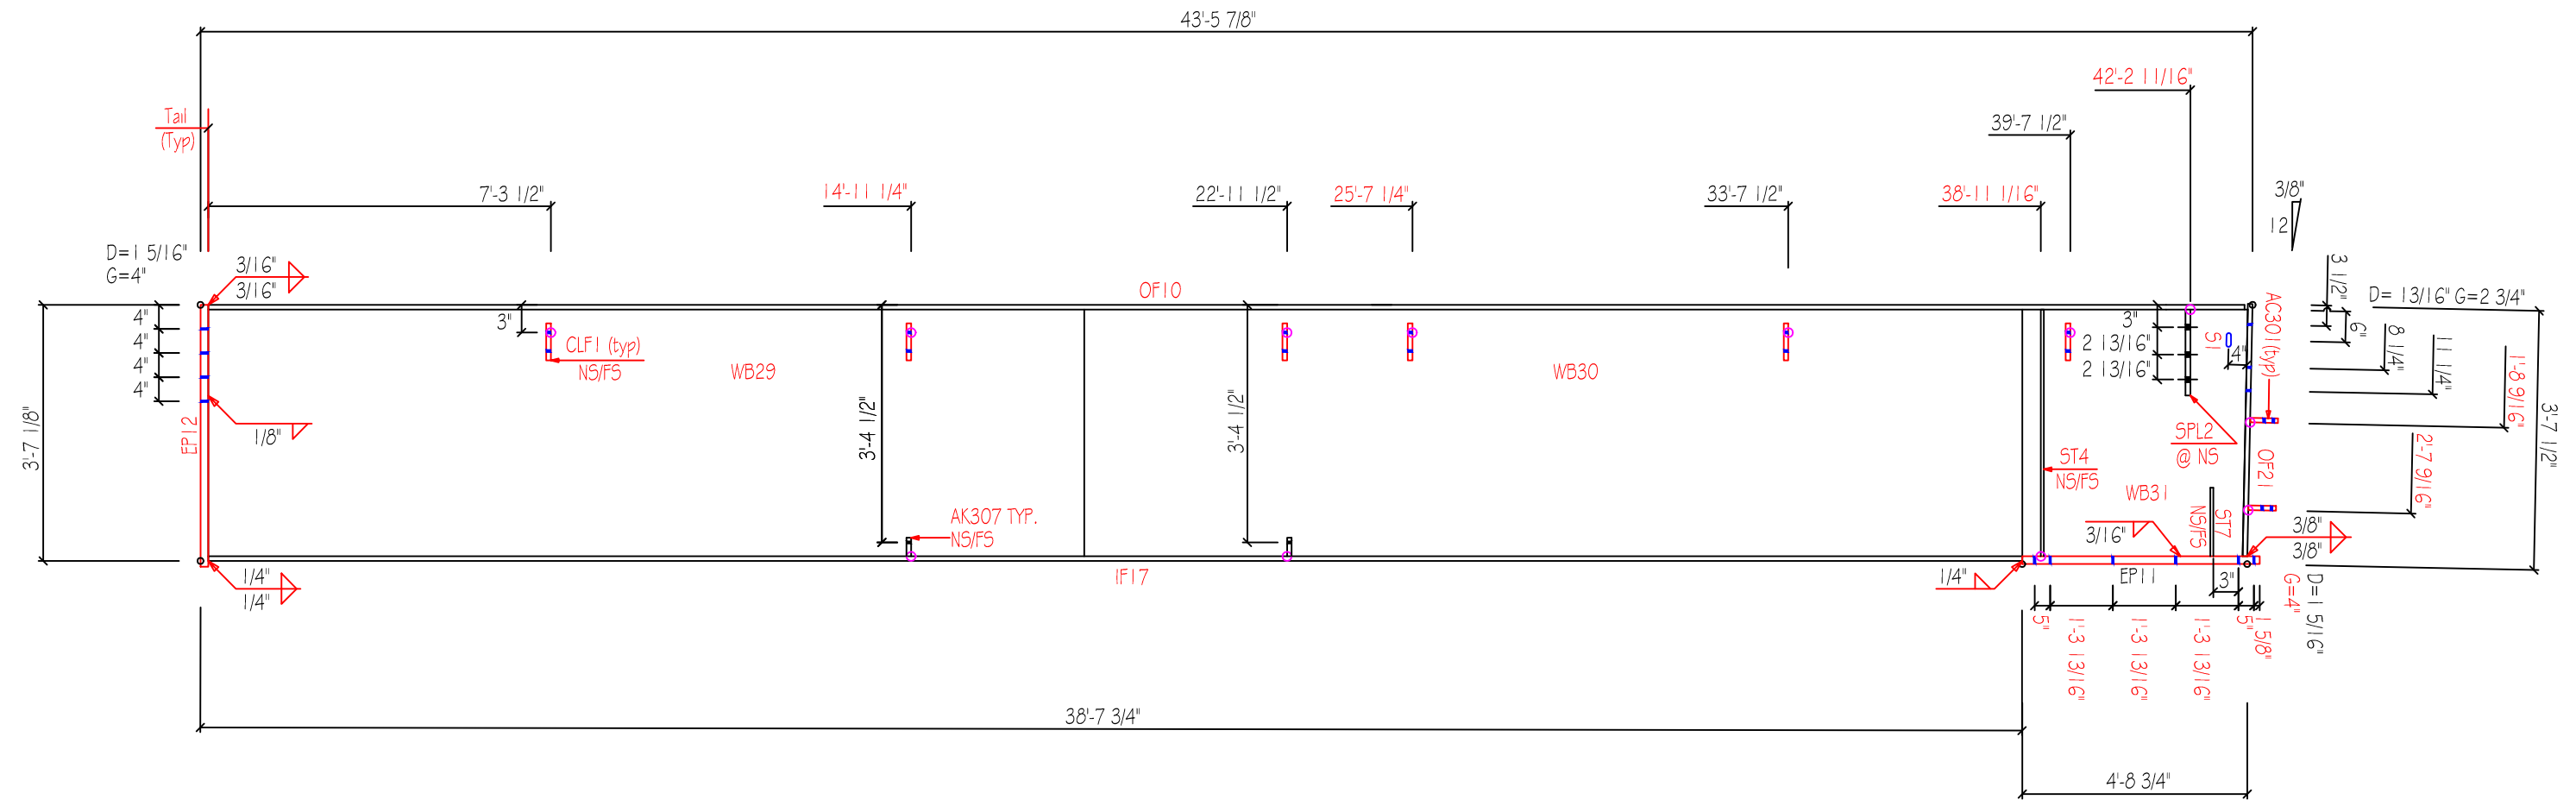 43'-5 7/8"
42'-2 11/16"
39'-7 1/2"
Tail
(Typ)
7'-3 1/2"
14'-11 1/4"
22'-11 1/2"
25'-7 1/4"
33'-7 1/2"
38'-11 1/16"
3/8"
12
D=1 5/16"
G=4"
3/16"
3/16"
OF10
3 1/2"
D= 13/16" G=2 3/4"
4"
4"
4"
4"
3"
CLF1 (typ)
NS/FS
WB29
WB30
3"
2 13/16"
2 13/16"
S1
4"
AC301(typ)
6"
8 1/4"
11 1/4"
1'-8 9/16"
2'-7 9/16"
3'-7 1/2"
3'-7 1/8"
EP12
1/8"
3'-4 1/2"
3'-4 1/2"
SPL2
@ NS
ST4
NS/FS
OF21
WB31
ST7
NS/FS
AK307 TYP.
NS/FS
3/16"
3/8"
3/8"
1/4"
1/4"
IF17
1/4"
EP11
3"
G=4"
D=1 5/16"
5"
1'-3 13/16"
1'-3 13/16"
1'-3 13/16"
5"
1 5/8"
38'-7 3/4"
4'-8 3/4"